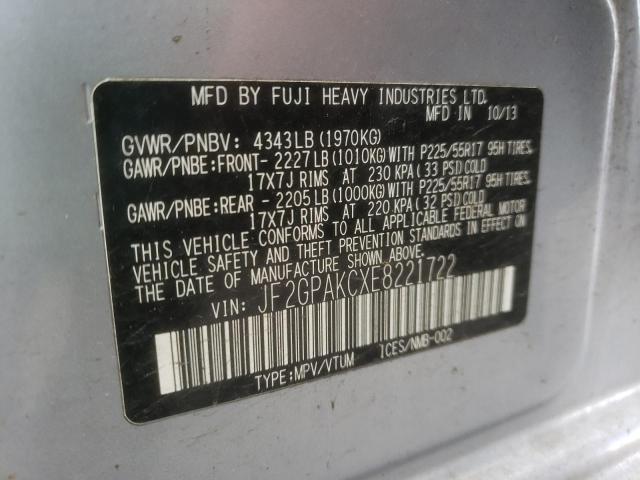 MFD BY FUJI HEAVY INDUSTRIES LTD.
MFD IN 10/13
GVWR/PNBV: 4343LB(1970KG)
GAWR/PNBE:FRONT-2227LB(1010KG)WITH P225/55R17 95H TIRES,
17X7J RIMS AT 230 KPA(33 PSI)COLD
GAWR/PNBE:REAR -2205LB(1000KG)WITH P225/55R17 95H TIRES,
17X7J RIMS AT 220 KPA(32 PSI)COLD
THIS VEHICLE CONFORMS TO ALL APPLICABLE FEDERAL MOTOR
VEHICLE SAFETY AND THEFT PREVENTION STANDARDS IN EFFECT ON
THE DATE OF MANUFACTURE SHOWN ABOVE.
VIN: JF2GPAKCXE8221722
TYPE:MPV/VTUM ICES/NMB-002